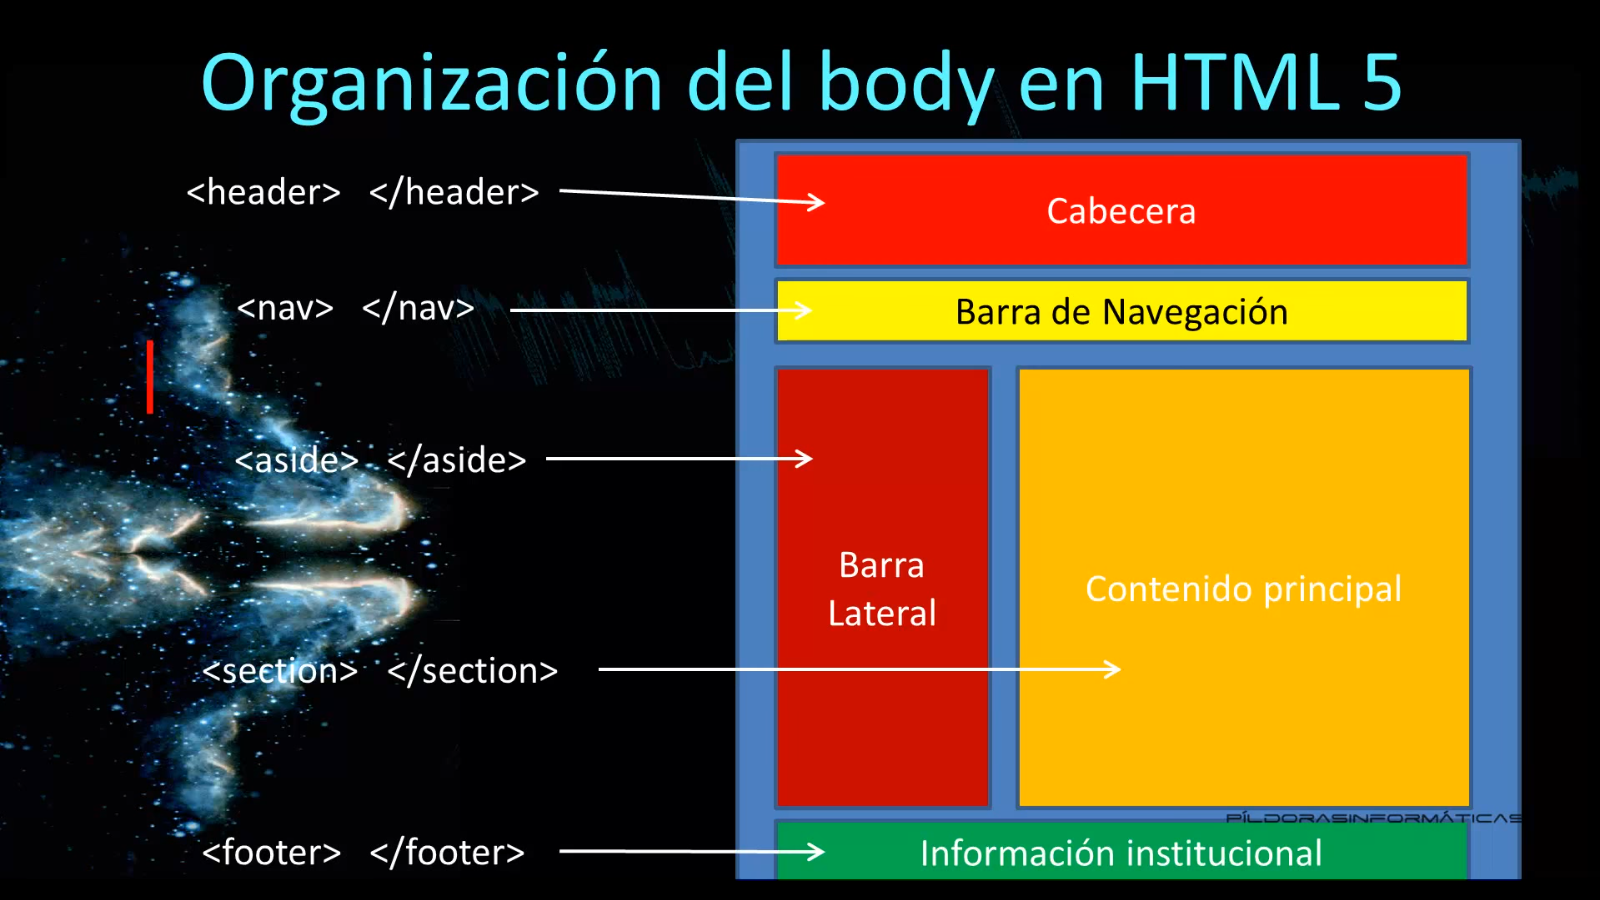 Organización del body en HTML 5
<header> </header>
Cabecera
<nav> </nav>
Barra de Navegación
<aside> </aside>
Barra
Lateral
Contenido principal
<section> </section>
PÍLDORASINFORMÁTICAS
<footer> </footer>
Información institucional